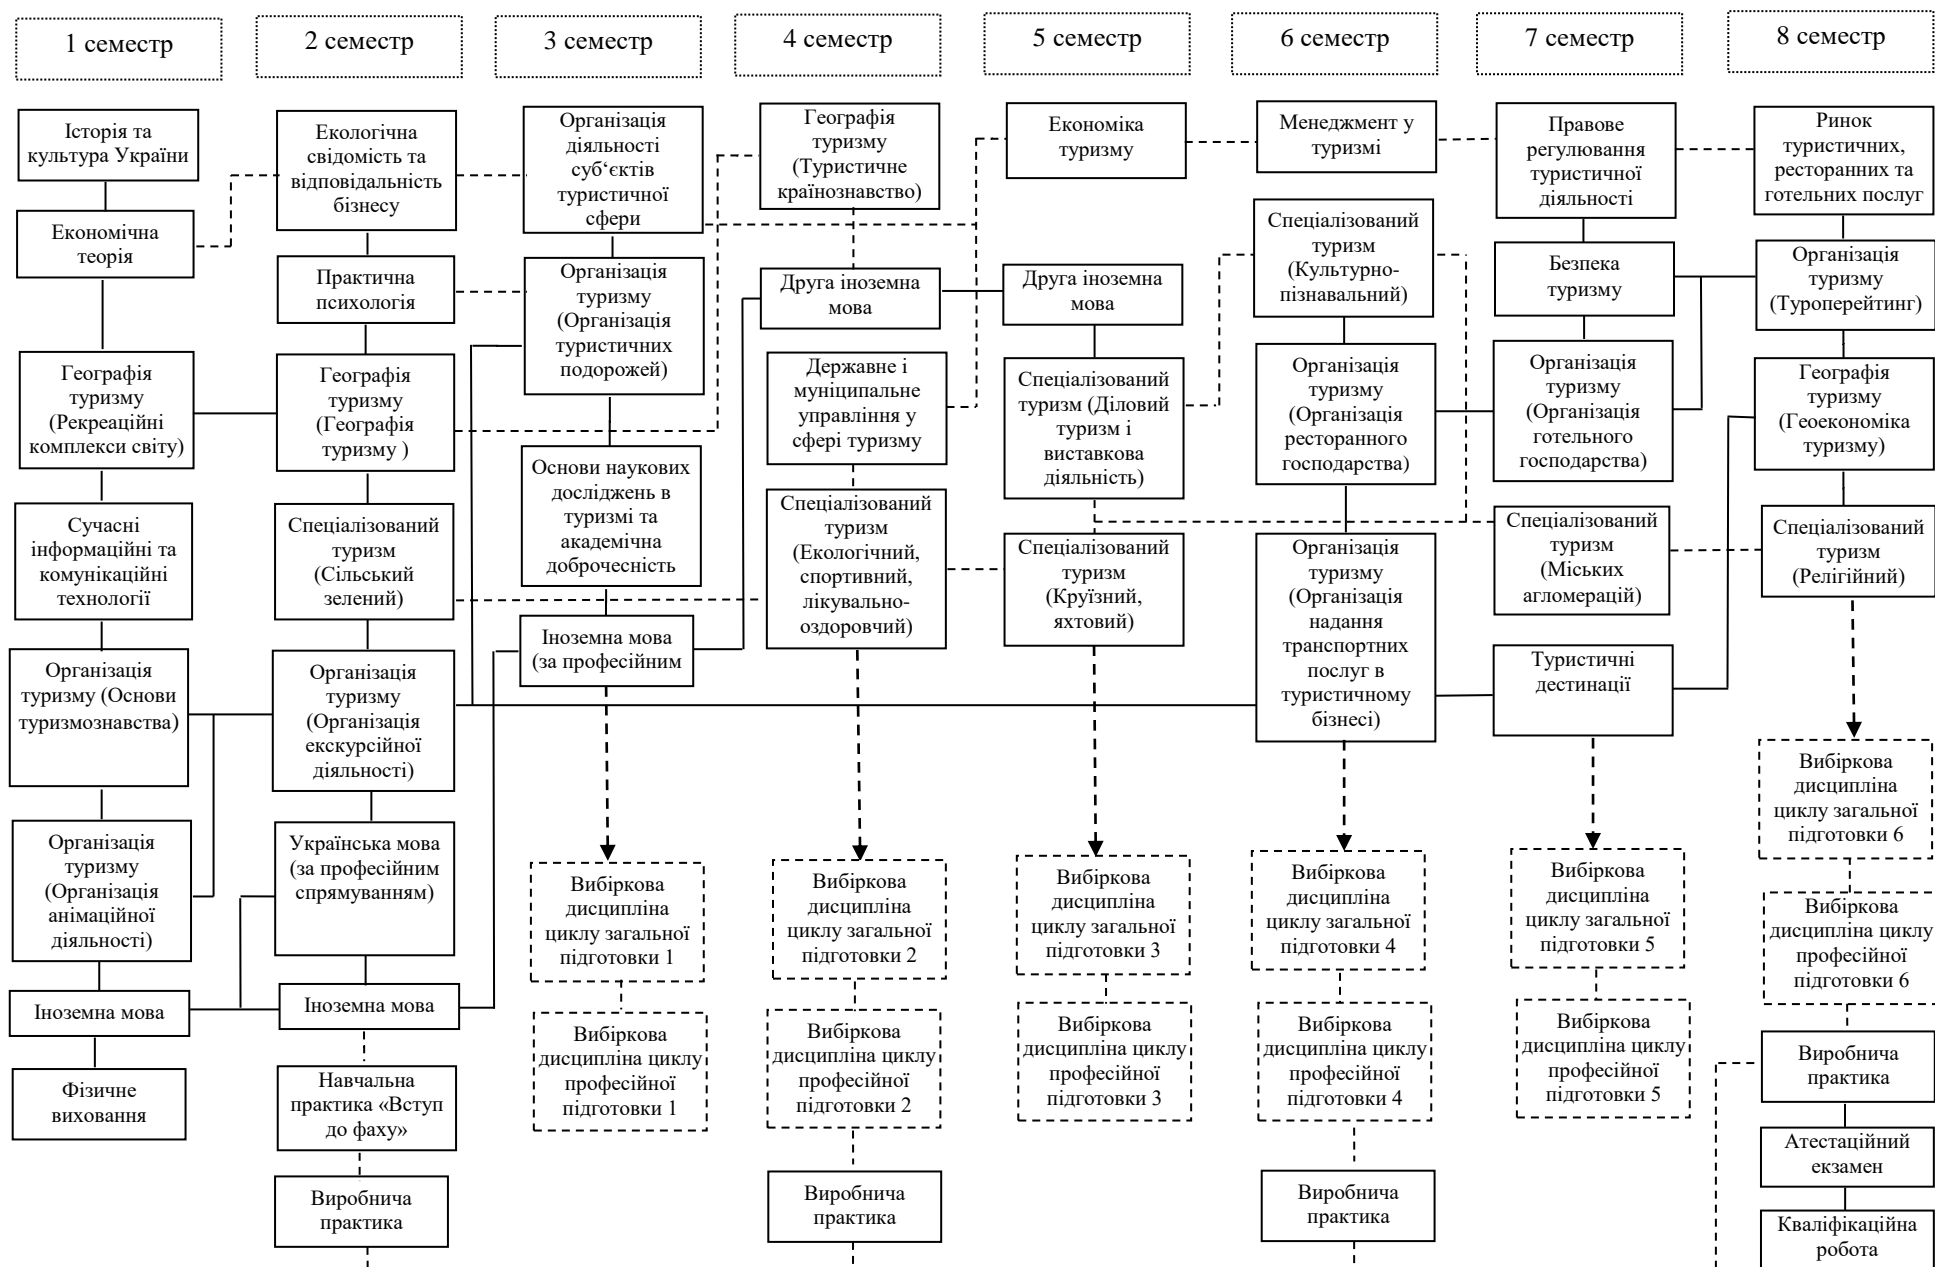 1 семестр
2 семестр
3 семестр
4 семестр
5 семестр
6 семестр
7 семестр
8 семестр
Історія та
культура України
Економічна
теорія
Географія
туризму
(Рекреаційні
комплекси світу)
Сучасні
інформаційні та
комунікаційні
технології
Організація
туризму (Основи
туризмознавства)
Організація
туризму
(Організація
анімаційної
діяльності)
Іноземна мова
Фізичне
виховання
Екологічна
свідомість та
відповідальність
бізнесу
Практична
психологія
Географія
туризму
(Географія
туризму )
Спеціалізований
туризм
(Сільський
зелений)
Організація
туризму
(Організація
екскурсійної
діяльності)
Українська мова
(за професійним
спрямуванням)
Іноземна мова
Навчальна
практика «Вступ
до фаху»
Виробнича
практика
Організація
діяльності
суб‘єктів
туристичної
сфери
Організація
туризму
(Організація
туристичних
подорожей)
Основи наукових
досліджень в
туризмі та
академічна
доброчесність
Іноземна мова
(за професійним
Вибіркова
дисципліна
циклу загальної
підготовки 1
Вибіркова
дисципліна циклу
професійної
підготовки 1
Географія
туризму
(Туристичне
країнознавство)
Друга іноземна
мова
Державне і
муніципальне
управління у
сфері туризму
Спеціалізований
туризм
(Екологічний,
спортивний,
лікувально-
оздоровчий)
Вибіркова
дисципліна
циклу загальної
підготовки 2
Вибіркова
дисципліна циклу
професійної
підготовки 2
Виробнича
практика
Економіка
туризму
Друга іноземна
мова
Спеціалізований
туризм (Діловий
туризм і
виставкова
діяльність)
Спеціалізований
туризм
(Круїзний,
яхтовий)
Вибіркова
дисципліна
циклу загальної
підготовки 3
Вибіркова
дисципліна циклу
професійної
підготовки 3
Менеджмент у
туризмі
Спеціалізований
туризм
(Культурно-
пізнавальний)
Організація
туризму
(Організація
ресторанного
господарства)
Організація
туризму
(Організація
надання
транспортних
послуг в
туристичному
бізнесі)
Вибіркова
дисципліна
циклу загальної
підготовки 4
Вибіркова
дисципліна циклу
професійної
підготовки 4
Виробнича
практика
Правове
регулювання
туристичної
діяльності
Безпека
туризму
Організація
туризму
(Організація
готельного
господарства)
Спеціалізований
туризм
(Міських
агломерацій)
Туристичні
дестинації
Вибіркова
дисципліна
циклу загальної
підготовки 5
Вибіркова
дисципліна циклу
професійної
підготовки 5
Ринок
туристичних,
ресторанних та
готельних послуг
Організація
туризму
(Туроперейтинг)
Географія
туризму
(Геоекономіка
туризму)
Спеціалізований
туризм
(Релігійний)
Вибіркова
дисципліна
циклу загальної
підготовки 6
Вибіркова
дисципліна циклу
професійної
підготовки 6
Виробнича
практика
Атестаційний
екзамен
Кваліфікаційна
робота